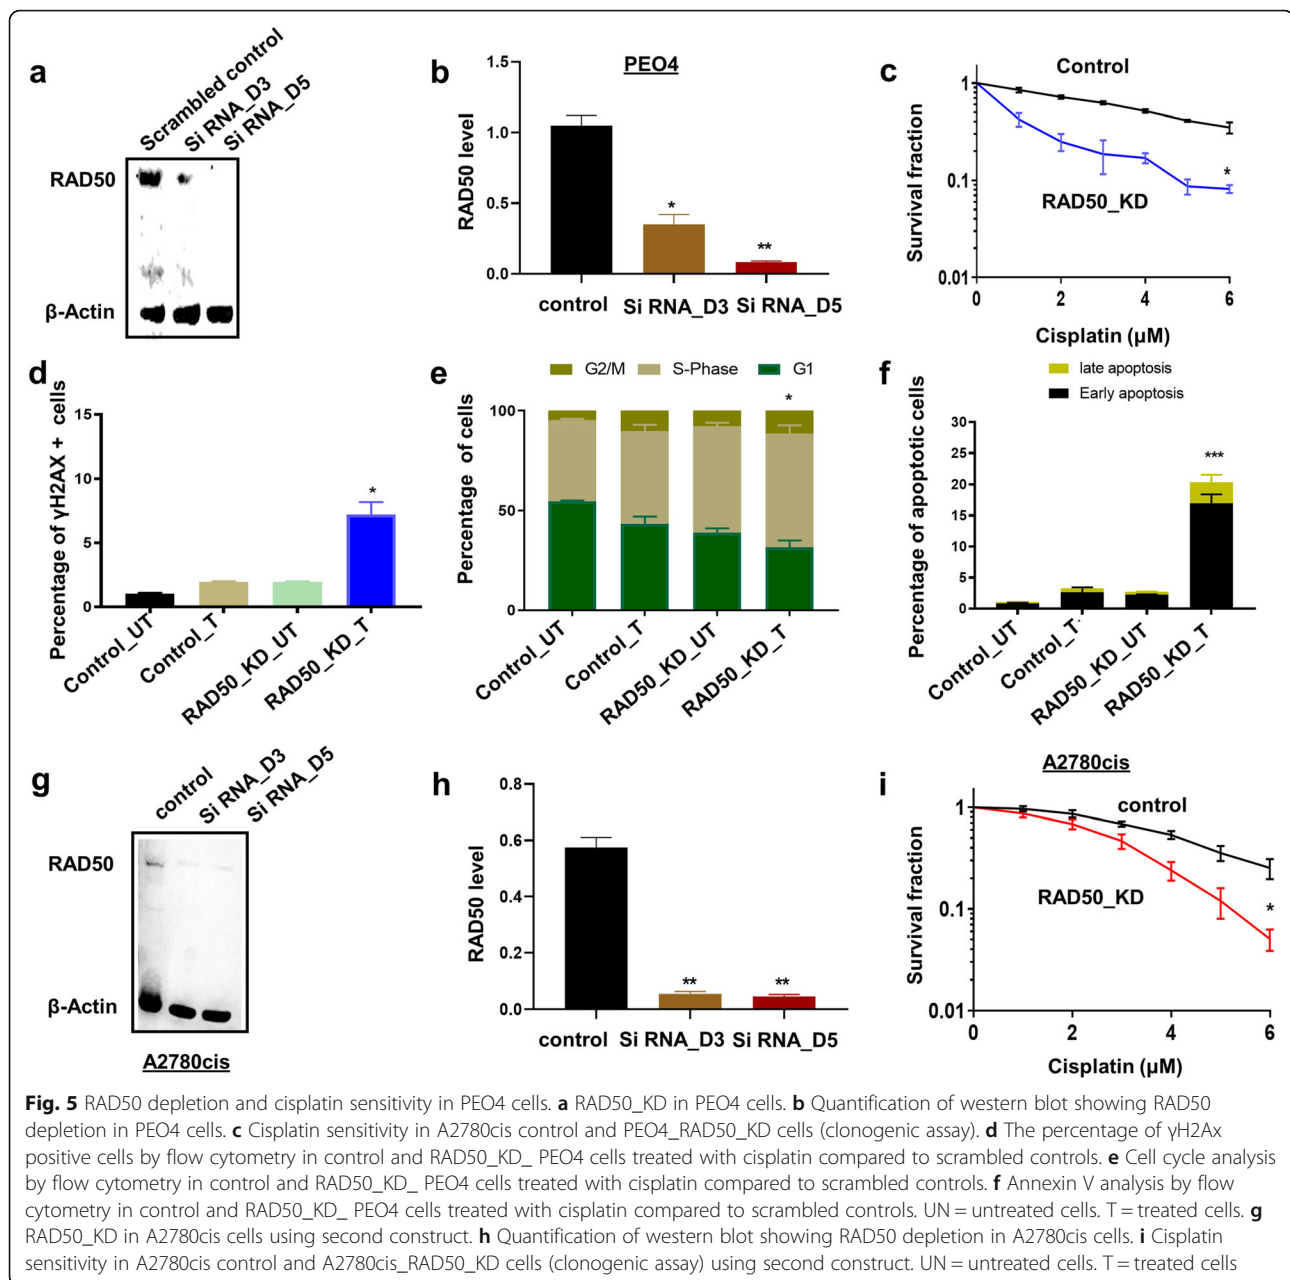 a
Scrambled control
Si RNA_D3
Si RNA_D5
RAD50
β-Actin
b
PEO4
RAD50 level
1.5
1.0
0.5
0.0
*
**
control
Si RNA_D3
Si RNA_D5
c
Control
Survival fraction
1
0.1
0.01
*
RAD50_KD
0 2 4 6
Cisplatin (µM)
d
Percentage of γH2AX + cells
15
10
5
0
*
Control_UT
Control_T
RAD50_KD_UT
RAD50_KD_T
e
G2/M S-Phase G1
Percentage of cells
100
50
0
*
Control_UT
Control_T
RAD50_KD_UT
RAD50_KD_T
f
late apoptosis
Early apoptosis
Percentage of apoptotic cells
30
25
20
15
10
5
0
***
Control_UT
Control_T.
RAD50_KD_UT
RAD50_KD_T
g
control
Si RNA_D3
Si RNA_D5
RAD50
β-Actin
A2780cis
h
RAD50 level
0.8
0.6
0.4
0.2
0.0
**
**
control
Si RNA_D3
Si RNA_D5
i
A2780cis
control
Survival fraction
1
0.1
0.01
RAD50_KD
*
0 2 4 6
Cisplatin (µM)
Fig. 5 RAD50 depletion and cisplatin sensitivity in PEO4 cells. a RAD50_KD in PEO4 cells. b Quantification of western blot showing RAD50
depletion in PEO4 cells. c Cisplatin sensitivity in A2780cis control and PEO4_RAD50_KD cells (clonogenic assay). d The percentage of γH2Ax
positive cells by flow cytometry in control and RAD50_KD_ PEO4 cells treated with cisplatin compared to scrambled controls. e Cell cycle analysis
by flow cytometry in control and RAD50_KD_ PEO4 cells treated with cisplatin compared to scrambled controls. f Annexin V analysis by flow
cytometry in control and RAD50_KD_ PEO4 cells treated with cisplatin compared to scrambled controls. UN = untreated cells. T = treated cells. g
RAD50_KD in A2780cis cells using second construct. h Quantification of western blot showing RAD50 depletion in A2780cis cells. i Cisplatin
sensitivity in A2780cis control and A2780cis_RAD50_KD cells (clonogenic assay) using second construct. UN = untreated cells. T = treated cells